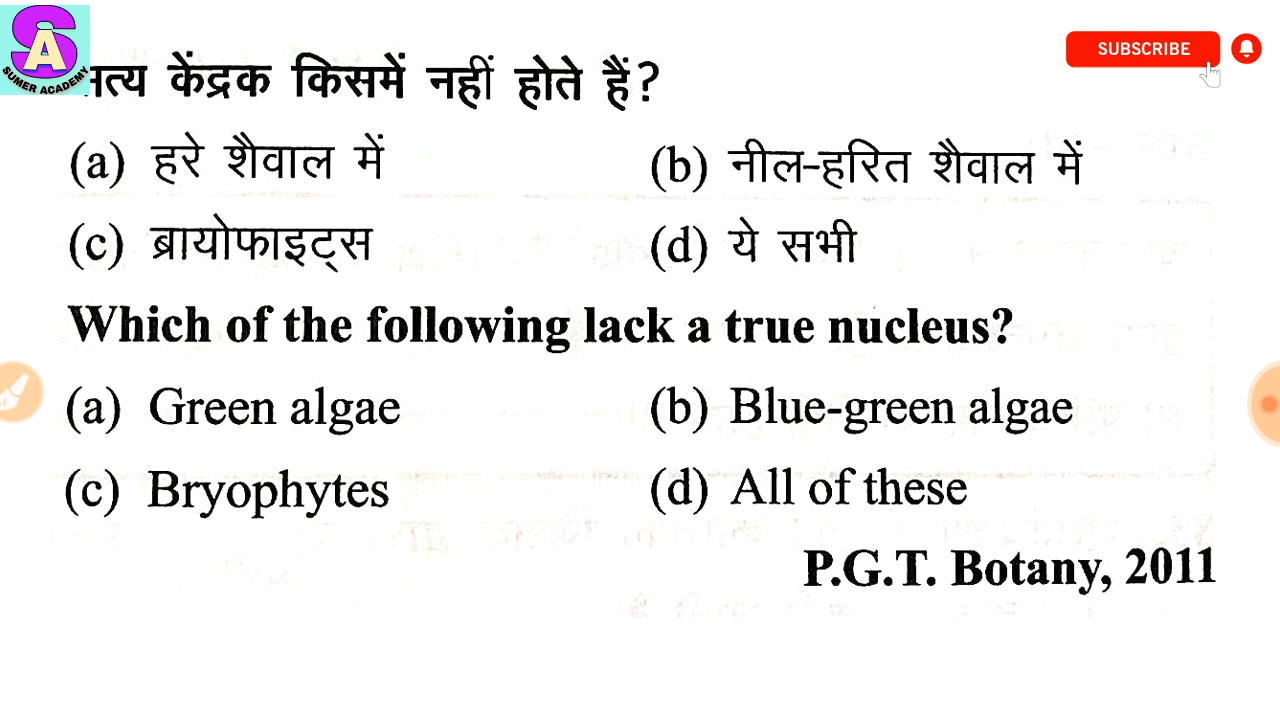 SUBSCRIBE
SA
SUMER ACADEMY
केंद्रक किसमें नहीं होते हैं?
(a) हरे शैवाल में (b) नील-हरित शैवाल में
(c) ब्रायोफाइट्स (d) ये सभी
Which of the following lack a true nucleus?
(a) Green algae (b) Blue-green algae
(c) Bryophytes (d) All of these
P.G.T. Botany, 2011